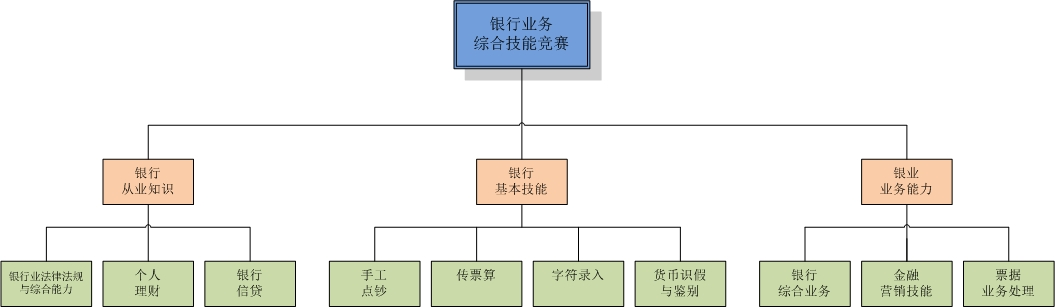 银行业务
综合技能竞赛
银行
从业知识
银行
基本技能
银业
业务能力
银行业法律法规
与综合能力
个人
理财
银行
信贷
手工
点钞
传票算
字符录入
货币识假
与鉴别
银行
综合业务
金融
营销技能
票据
业务处理